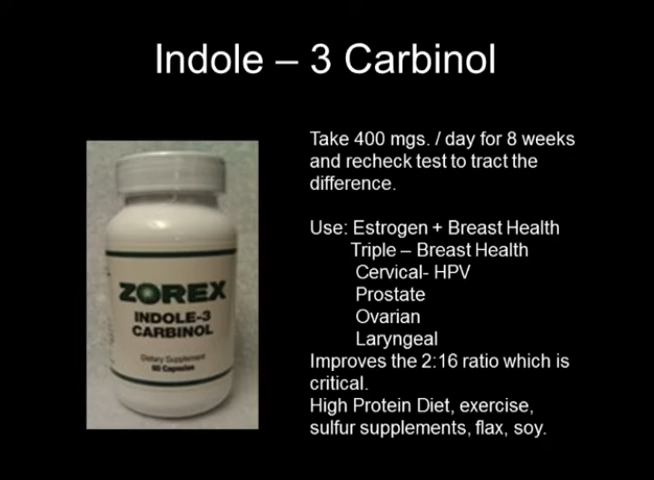 Indole – 3 Carbinol
Take 400 mgs. / day for 8 weeks
and recheck test to tract the
difference.
Use: Estrogen + Breast Health
Triple – Breast Health
Cervical- HPV
Prostate
Ovarian
Laryngeal
Improves the 2:16 ratio which is
critical.
High Protein Diet, exercise,
sulfur supplements, flax, soy.
ZOREX
INDOLE-3
CARBINOL
Dietary Supplement
60 Capsules